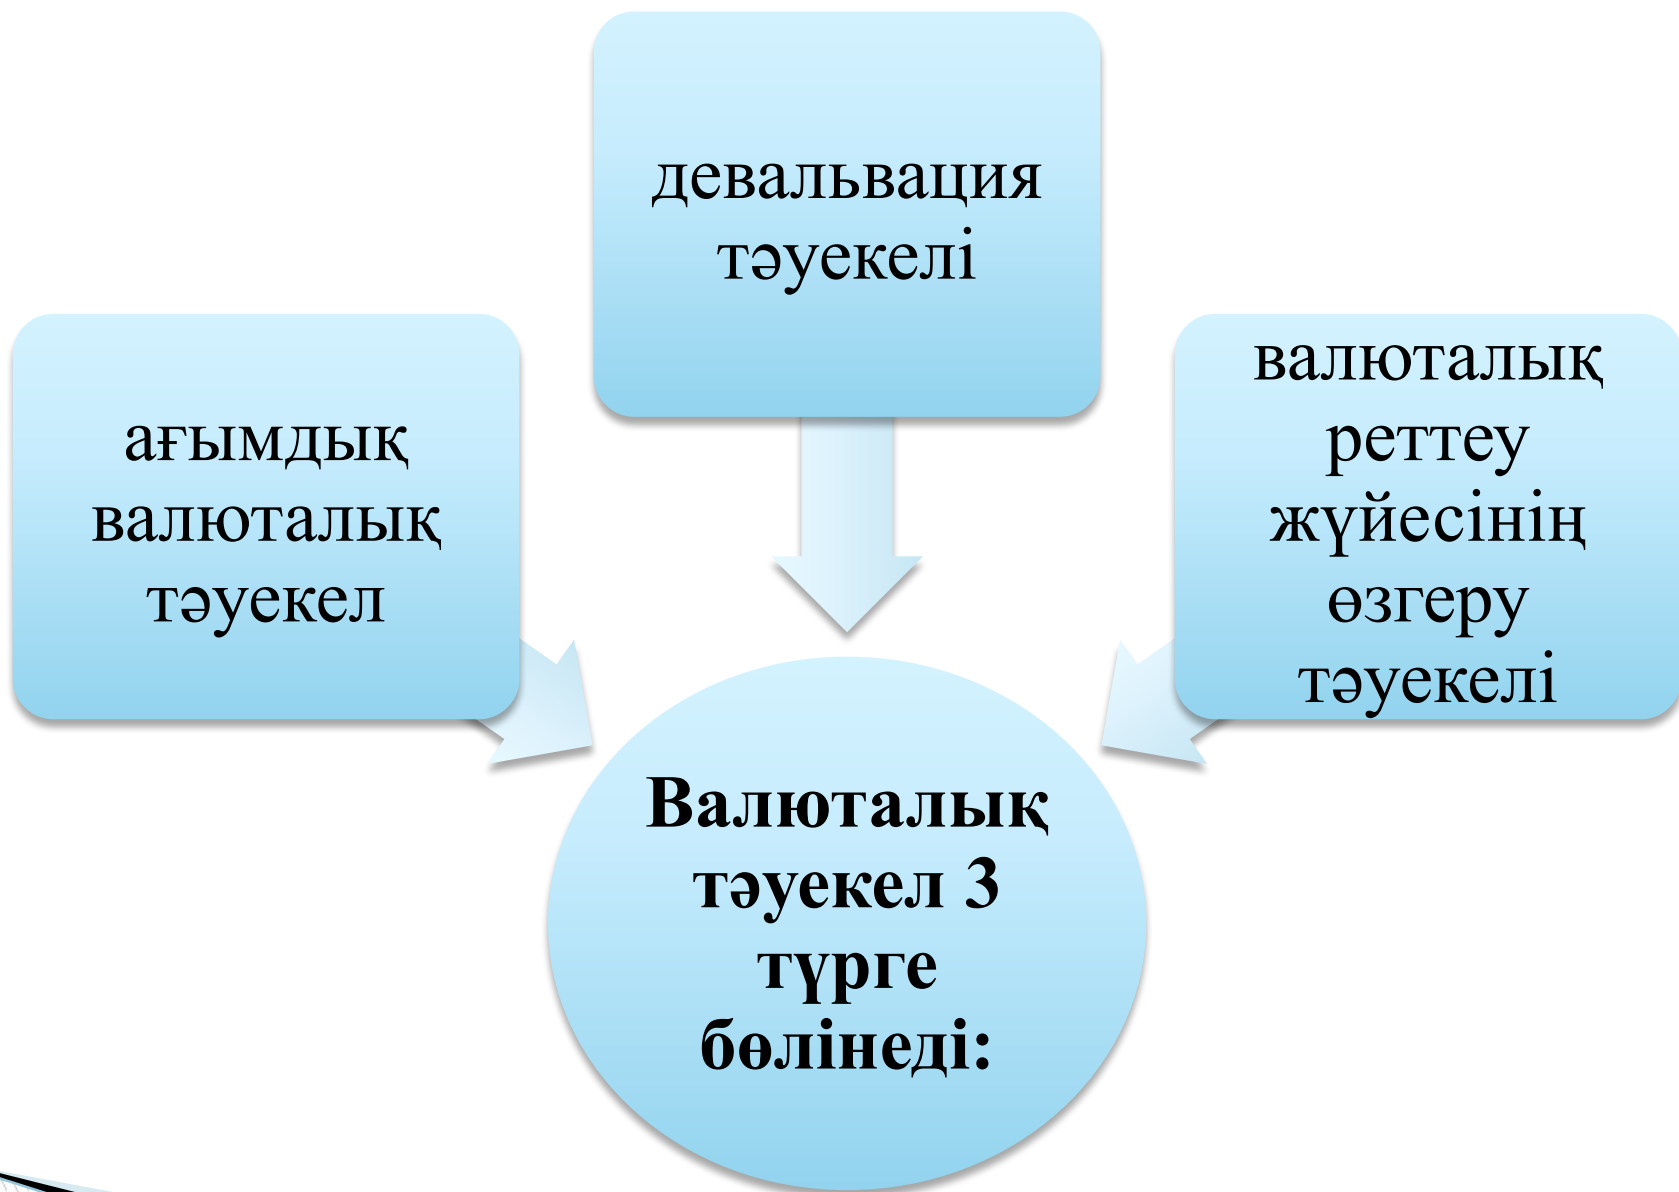 девальвация
тәуекелі
ағымдық
валюталық
тәуекел
валюталық
реттеу
жүйесінің
өзгеру
тәуекелі
Валюталық
тәуекел 3
түрге
бөлінеді: